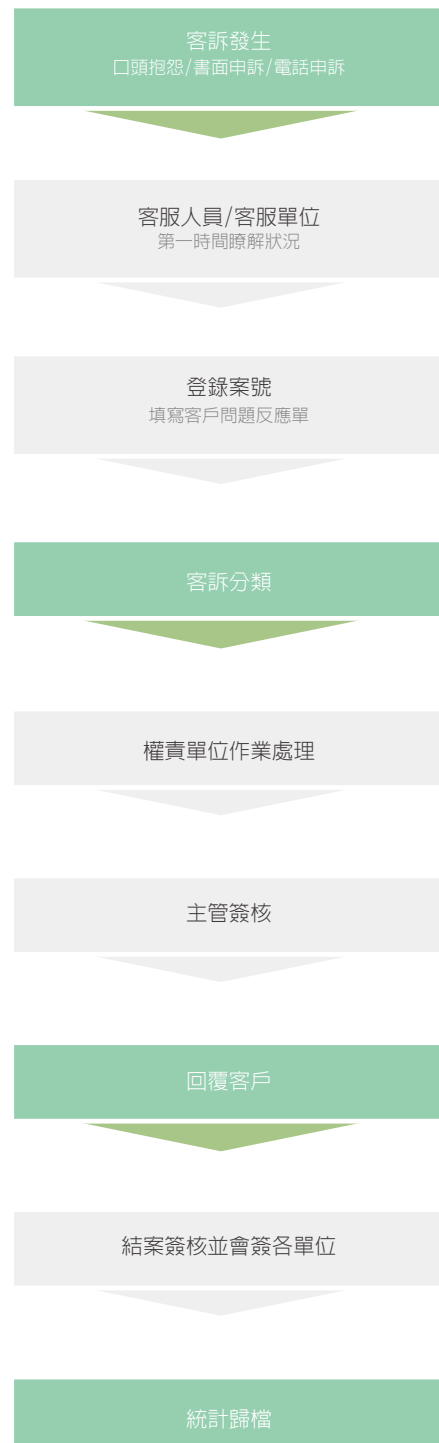 客訴發生
口頭抱怨/書面申訴/電話申訴
客服人員/客服單位
第一時間瞭解狀況
登錄案號
填寫客戶問題反應單
客訴分類
權責單位作業處理
主管簽核
回覆客戶
結案簽核並會簽各單位
統計歸檔